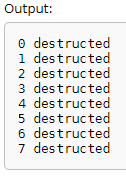 Output:
0 destructed
1 destructed
2 destructed
3 destructed
4 destructed
5 destructed
6 destructed
7 destructed